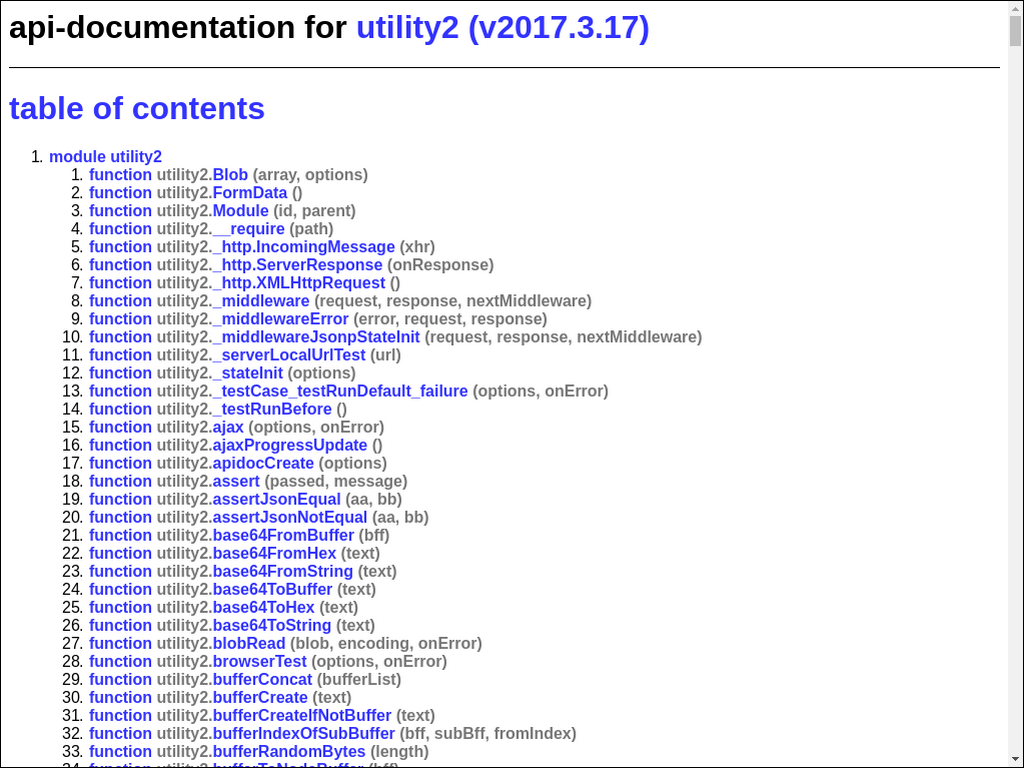 api-documentation for utility2 (v2017.3.17)
table of contents
1. module utility2
1. function utility2.Blob (array, options)
2. function utility2.FormData ()
3. function utility2.Module (id, parent)
4. function utility2.__require (path)
5. function utility2._http.IncomingMessage (xhr)
6. function utility2._http.ServerResponse (onResponse)
7. function utility2._http.XMLHttpRequest ()
8. function utility2._middleware (request, response, nextMiddleware)
9. function utility2._middlewareError (error, request, response)
10. function utility2._middlewareJsonpStateInit (request, response, nextMiddleware)
11. function utility2._serverLocalUrlTest (url)
12. function utility2._stateInit (options)
13. function utility2._testCase_testRunDefault_failure (options, onError)
14. function utility2._testRunBefore ()
15. function utility2.ajax (options, onError)
16. function utility2.ajaxProgressUpdate ()
17. function utility2.apidocCreate (options)
18. function utility2.assert (passed, message)
19. function utility2.assertJsonEqual (aa, bb)
20. function utility2.assertJsonNotEqual (aa, bb)
21. function utility2.base64FromBuffer (bff)
22. function utility2.base64FromHex (text)
23. function utility2.base64FromString (text)
24. function utility2.base64ToBuffer (text)
25. function utility2.base64ToHex (text)
26. function utility2.base64ToString (text)
27. function utility2.blobRead (blob, encoding, onError)
28. function utility2.browserTest (options, onError)
29. function utility2.bufferConcat (bufferList)
30. function utility2.bufferCreate (text)
31. function utility2.bufferCreateIfNotBuffer (text)
32. function utility2.bufferIndexOfSubBuffer (bff, subBff, fromIndex)
33. function utility2.bufferRandomBytes (length)
34. function utility2.bufferToNodeBuffer (bff)